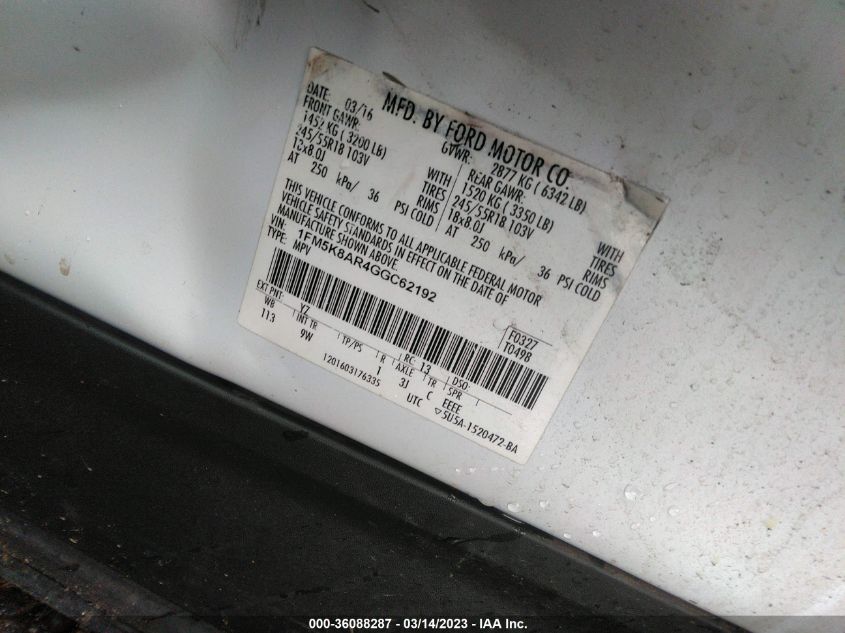 MFD. BY FORD MOTOR CO.
DATE: 03/16 GVWR: 2877 KG ( 6342 LB)
FRONT GAWR: REAR GAWR:
1452 KG ( 3200 LB) WITH 1520 KG ( 3350 LB) WITH
245/55R18 103V TIRES 245/55R18 103V TIRES
18x8.0J RIMS 18x8.0J RIMS
AT 250 kPa/ 36 PSI COLD AT 250 kPa/ 36 PSI COLD
THIS VEHICLE CONFORMS TO ALL APPLICABLE FEDERAL MOTOR
VEHICLE SAFETY STANDARDS IN EFFECT ON THE DATE OF
MANUFACTURE SHOWN ABOVE.
VIN: 1FM5K8AR4GGC62192
TYPE: MPV
F0327
T0498
EXT PNT: YZ RC: 13 DSO:
WB INT TR TP/PS R AXLE TR SPR
113 9W 1 3J C EEEE
1201603176335 UTC ▽5U5A-1520472-BA
000-36088287 - 03/14/2023 - IAA Inc.